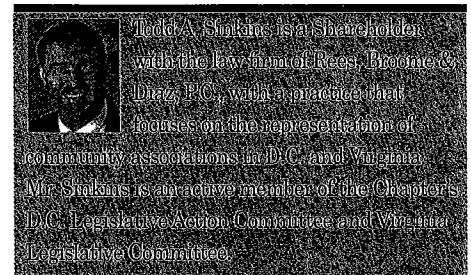 Todd A. Sinkins is a Shareholder
with the law firm of Rees, Broome &
Diaz, P.C., with a practice that
focuses on the representation of
community associations in D.C. and Virginia.
Mr. Sinkins is an active member of the Chapter's
D.C. Legislative Action Committee and Virginia
Legislative Committee.